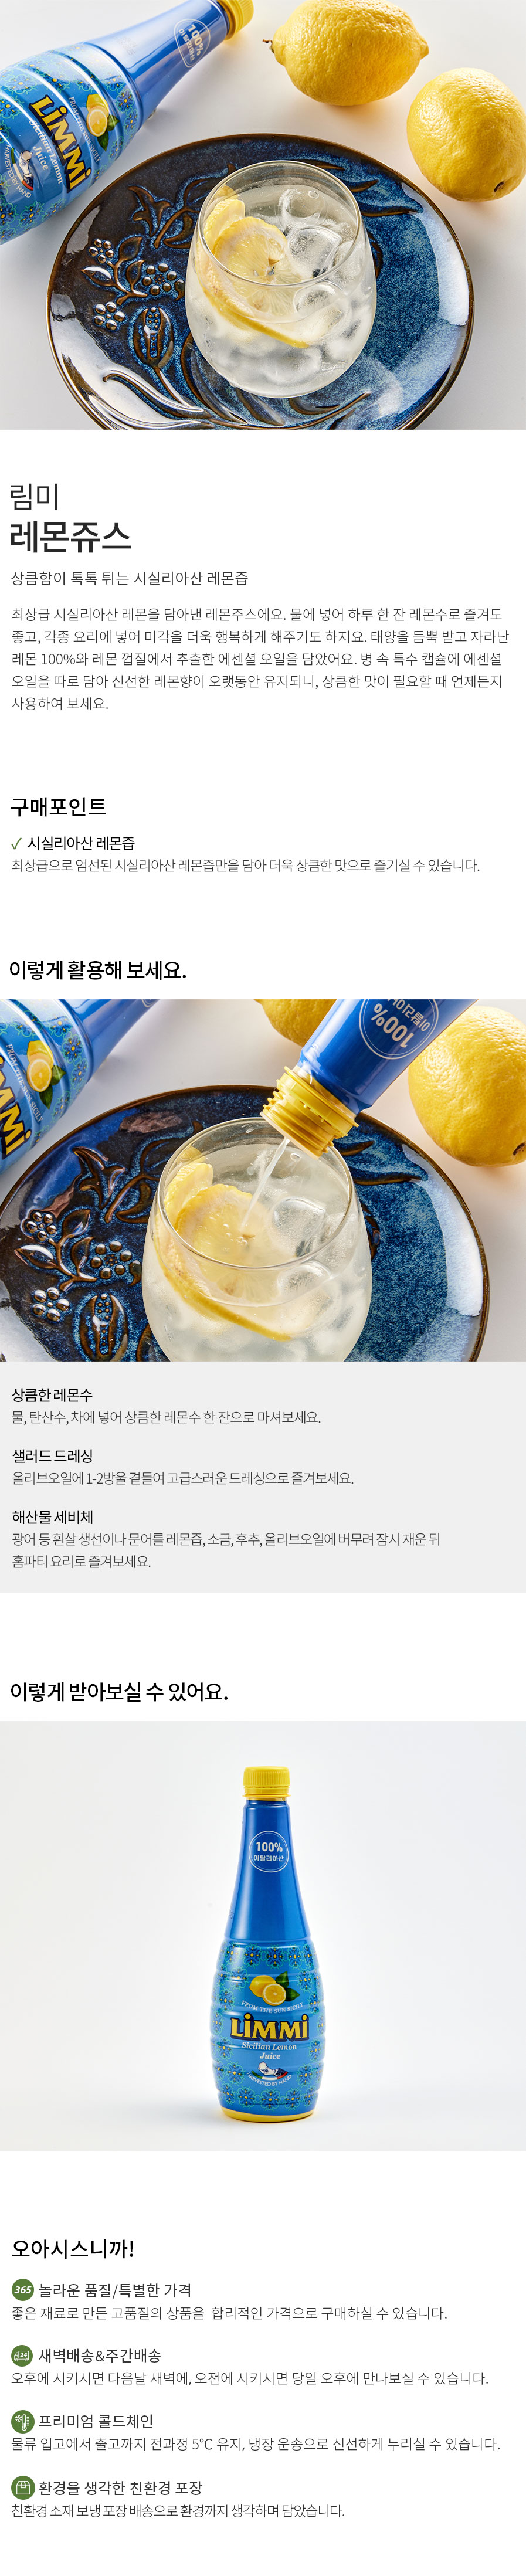 100%
이탈리아산
LiMMi
Sicilian Lemon
Juice
HARVESTED BY HAND
림미
레몬쥬스
상큼함이 톡톡 튀는 시실리아산 레몬즙
최상급 시실리아산 레몬을 담아낸 레몬주스에요. 물에 넣어 하루 한 잔 레몬수로 즐겨도
좋고, 각종 요리에 넣어 미각을 더욱 행복하게 해주기도 하지요. 태양을 듬뿍 받고 자라난
레몬 100%와 레몬 껍질에서 추출한 에센셜 오일을 담았어요. 병 속 특수 캡슐에 에센셜
오일을 따로 담아 신선한 레몬향이 오랫동안 유지되니, 상큼한 맛이 필요할 때 언제든지
사용하여 보세요.
구매포인트
✓ 시실리아산 레몬즙
최상급으로 엄선된 시실리아산 레몬즙만을 담아 더욱 상큼한 맛으로 즐기실 수 있습니다.
이렇게 활용해 보세요.
100%
이탈리아
LiMMi
상큼한 레몬수
물, 탄산수, 차에 넣어 상큼한 레몬수 한 잔으로 마셔보세요.
샐러드 드레싱
올리브오일에 1-2방울 곁들여 고급스러운 드레싱으로 즐겨보세요.
해산물 세비체
광어 등 흰살 생선이나 문어를 레몬즙, 소금, 후추, 올리브오일에 버무려 잠시 재운 뒤
홈파티 요리로 즐겨보세요.
이렇게 받아보실 수 있어요.
100%
이탈리아산
FROM THE SUN BUILT
LiMMi
Sicilian Lemon
Juice
HARVESTED BY HAND
오아시스니까!
365 놀라운 품질/특별한 가격
좋은 재료로 만든 고품질의 상품을 합리적인 가격으로 구매하실 수 있습니다.
24 새벽배송&주간배송
오후에 시키시면 다음날 새벽에, 오전에 시키시면 당일 오후에 만나보실 수 있습니다.
프리미엄 콜드체인
물류 입고에서 출고까지 전과정 5℃ 유지, 냉장 운송으로 신선하게 누리실 수 있습니다.
환경을 생각한 친환경 포장
친환경 소재 보냉 포장 배송으로 환경까지 생각하며 담았습니다.